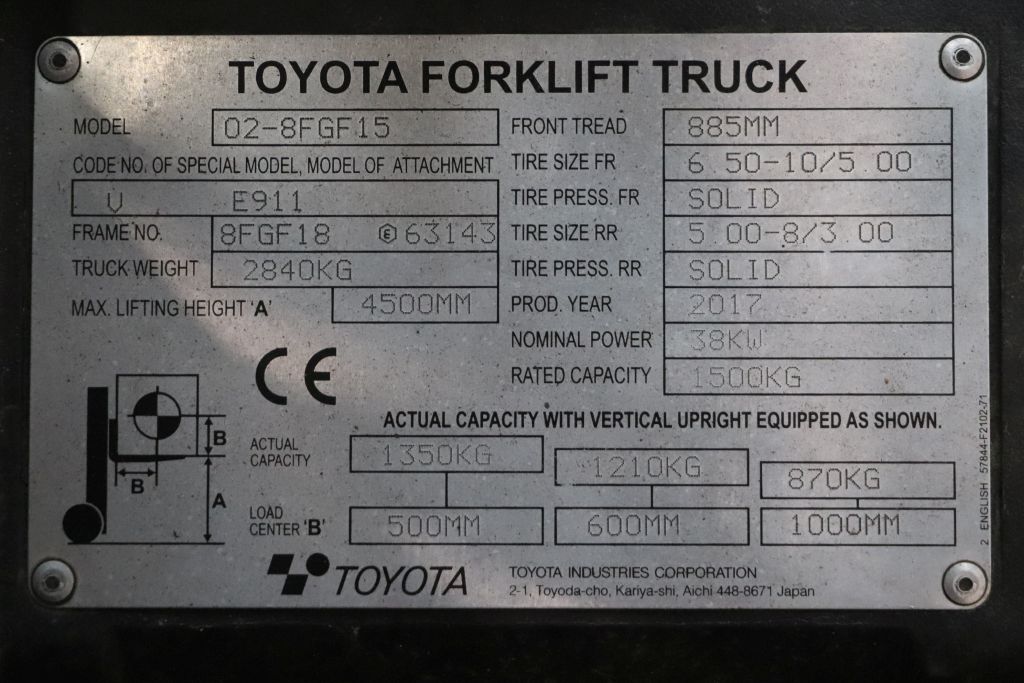 TOYOTA FORKLIFT TRUCK
MODEL 02-8FGF15
CODE NO. OF SPECIAL MODEL, MODEL OF ATTACHMENT
V E911
FRAME NO. 8FGF18 Ⓔ63143
TRUCK WEIGHT 2840KG
MAX. LIFTING HEIGHT 'A' 4500MM
FRONT TREAD 885MM
TIRE SIZE FR 6.50-10/5.00
TIRE PRESS. FR SOLID
TIRE SIZE RR 5.00-8/3.00
TIRE PRESS. RR SOLID
PROD. YEAR 2017
NOMINAL POWER 38KW
RATED CAPACITY 1500KG
CE
B
B
A
ACTUAL CAPACITY WITH VERTICAL UPRIGHT EQUIPPED AS SHOWN.
ACTUAL
CAPACITY
1350KG 1210KG 870KG
LOAD
CENTER 'B'
500MM 600MM 1000MM
TOYOTA
TOYOTA INDUSTRIES CORPORATION
2-1, Toyoda-cho, Kariya-shi, Aichi 448-8671 Japan
2 ENGLISH 57844-F2102-71